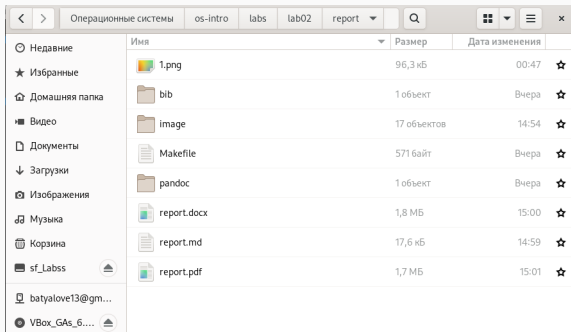 Операционные системы os-intro labs lab02 report
Имя Размер Дата изменения
Недавние
Избранные
Домашняя папка
Видео
Документы
Загрузки
Изображения
Музыка
Корзина
sf_Labss
batyalove13@gm...
VBox_GAs_6....
1.png 96,3 кБ 00:47
bib 1 объект Вчера
image 17 объектов 14:54
Makefile 571 байт Вчера
pandoc 1 объект Вчера
report.docx 1,8 МБ 15:00
report.md 17,6 кБ 14:59
report.pdf 1,7 МБ 15:01